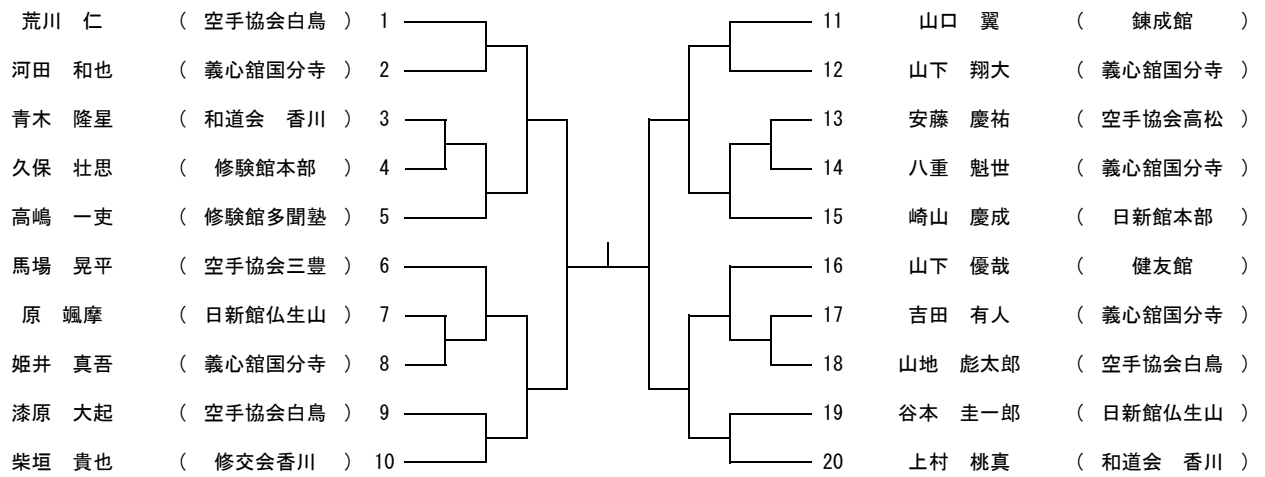 荒川　仁 （ 空手協会白鳥 ） 1
河田　和也 （ 義心舘国分寺 ） 2
青木　隆星 （ 和道会　香川 ） 3
久保　壮思 （ 修験館本部 ） 4
高嶋　一吏 （ 修験館多聞塾 ） 5
馬場　晃平 （ 空手協会三豊 ） 6
原　颯摩 （ 日新館仏生山 ） 7
姫井　真吾 （ 義心舘国分寺 ） 8
漆原　大起 （ 空手協会白鳥 ） 9
柴垣　貴也 （ 修交会香川 ） 10
11 山口　翼 （ 錬成館 ）
12 山下　翔大 （ 義心舘国分寺 ）
13 安藤　慶祐 （ 空手協会高松 ）
14 八重　魁世 （ 義心舘国分寺 ）
15 崎山　慶成 （ 日新館本部 ）
16 山下　優哉 （ 健友館 ）
17 吉田　有人 （ 義心舘国分寺 ）
18 山地　彪太郎 （ 空手協会白鳥 ）
19 谷本　圭一郎 （ 日新館仏生山 ）
20 上村　桃真 （ 和道会　香川 ）